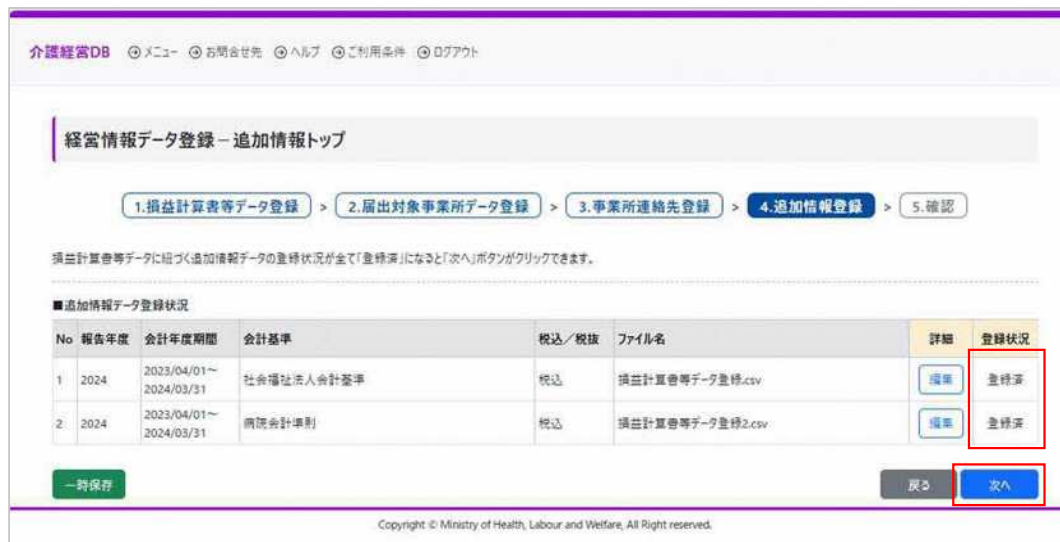 介護経営DB メニュー お問合せ先 ヘルプ ご利用条件 ログアウト
経営情報データ登録－追加情報トップ
1.損益計算書等データ登録 > 2.届出対象事業所データ登録 > 3.事業所連絡先登録 > 4.追加情報登録 > 5.確認
損益計算書等データに紐づく追加情報データの登録状況が全て「登録済」になると「次へ」ボタンがクリックできます。
■追加情報データ登録状況
No 報告年度 会計年度期間 会計基準 税込／税抜 ファイル名 詳細 登録状況
1 2024 2023/04/01～ 2024/03/31 社会福祉法人会計基準 税込 損益計算書等データ登録.csv 編集 登録済
2 2024 2023/04/01～ 2024/03/31 病院会計準則 税込 損益計算書等データ登録2.csv 編集 登録済
一時保存 戻る 次へ
Copyright © Ministry of Health, Labour and Welfare, All Right reserved.